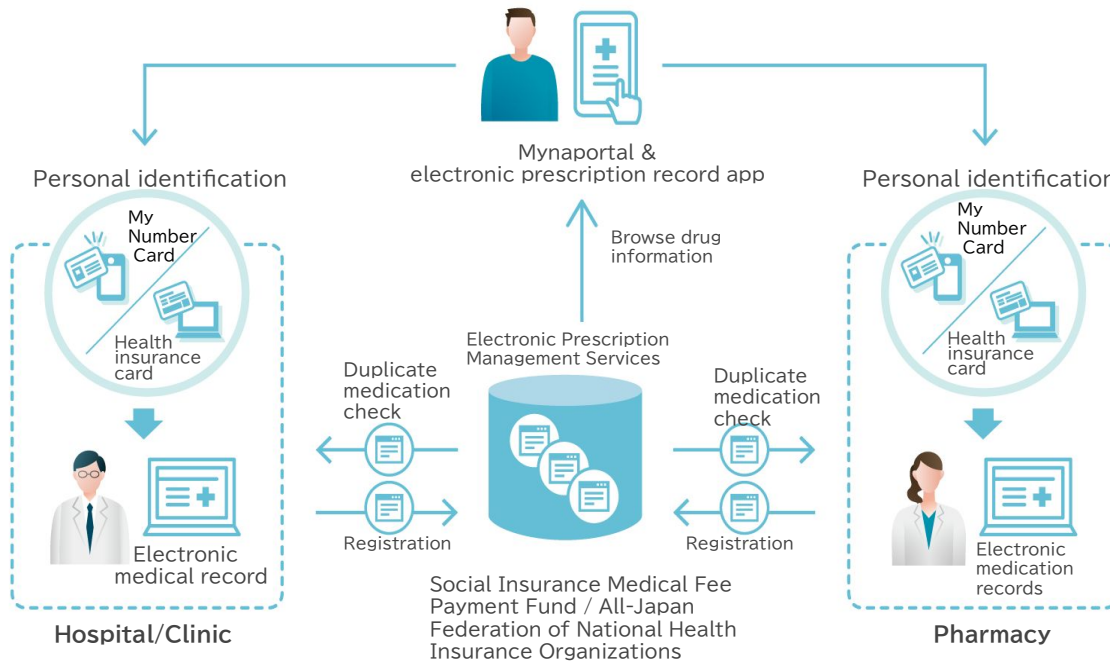 Mynaportal &
electronic prescription record app
Personal identification
My
Number
Card
Health
insurance
card
Electronic
medical record
Hospital/Clinic
Browse drug
information
Electronic Prescription
Management Services
Duplicate
medication
check
Registration
Duplicate
medication
check
Registration
Social Insurance Medical Fee
Payment Fund / All-Japan
Federation of National Health
Insurance Organizations
Personal identification
My
Number
Card
Health
insurance
card
Electronic
medication
records
Pharmacy